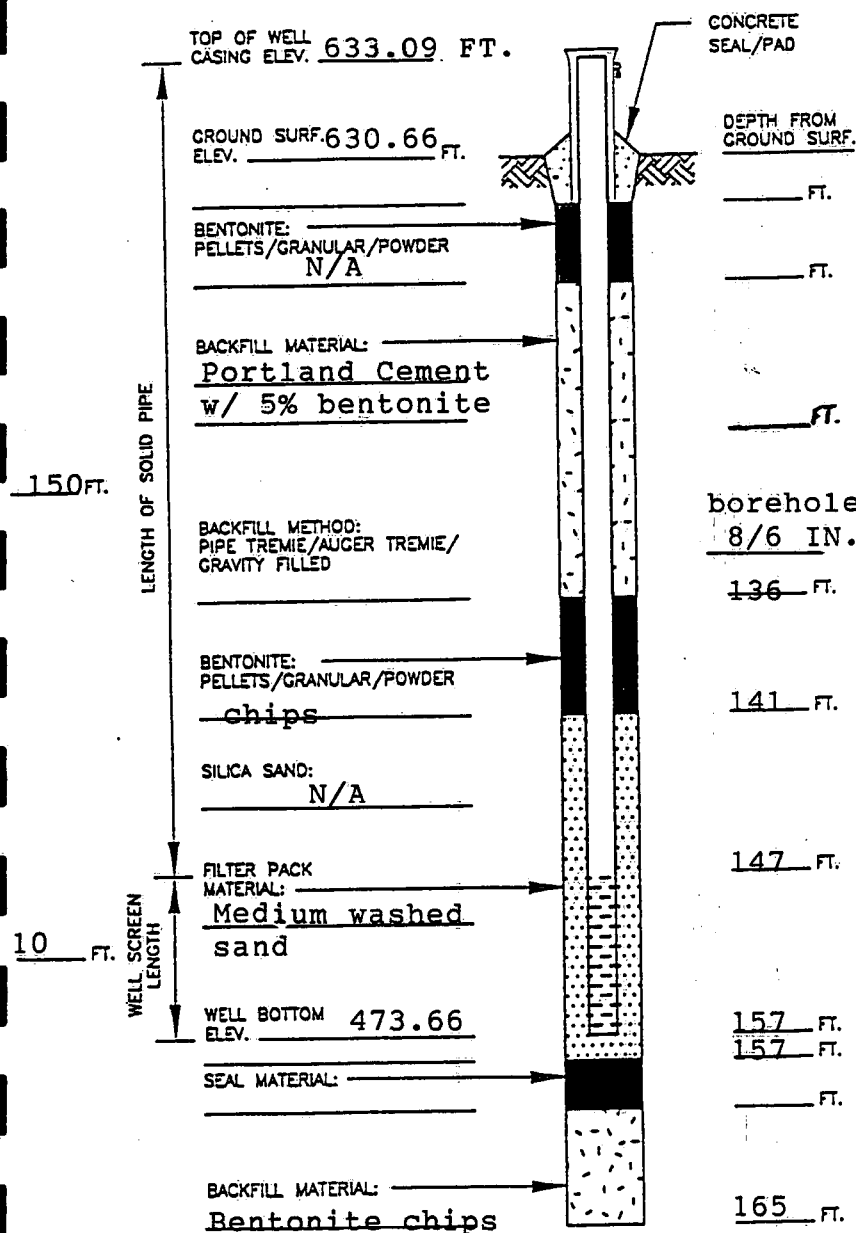 TOP OF WELL
CASING ELEV. 633.09 FT.
CONCRETE
SEAL/PAD
DEPTH FROM
GROUND SURF.
GROUND SURF. 630.66 FT.
ELEV.
FT.
BENTONITE:
PELLETS/GRANULAR/POWDER
N/A
FT.
BACKFILL MATERIAL:
Portland Cement
w/ 5% bentonite
FT.
LENGTH OF SOLID PIPE
150 FT.
borehole
8/6 IN.
BACKFILL METHOD:
PIPE TREMIE/AUGER TREMIE/
GRAVITY FILLED
136 FT.
BENTONITE:
PELLETS/GRANULAR/POWDER
chips
141 FT.
SILICA SAND:
N/A
147 FT.
FILTER PACK
MATERIAL:
Medium washed
sand
10 FT.
WELL SCREEN
LENGTH
WELL BOTTOM
ELEV. 473.66
157 FT.
157 FT.
SEAL MATERIAL:
FT.
BACKFILL MATERIAL:
Bentonite chips
165 FT.